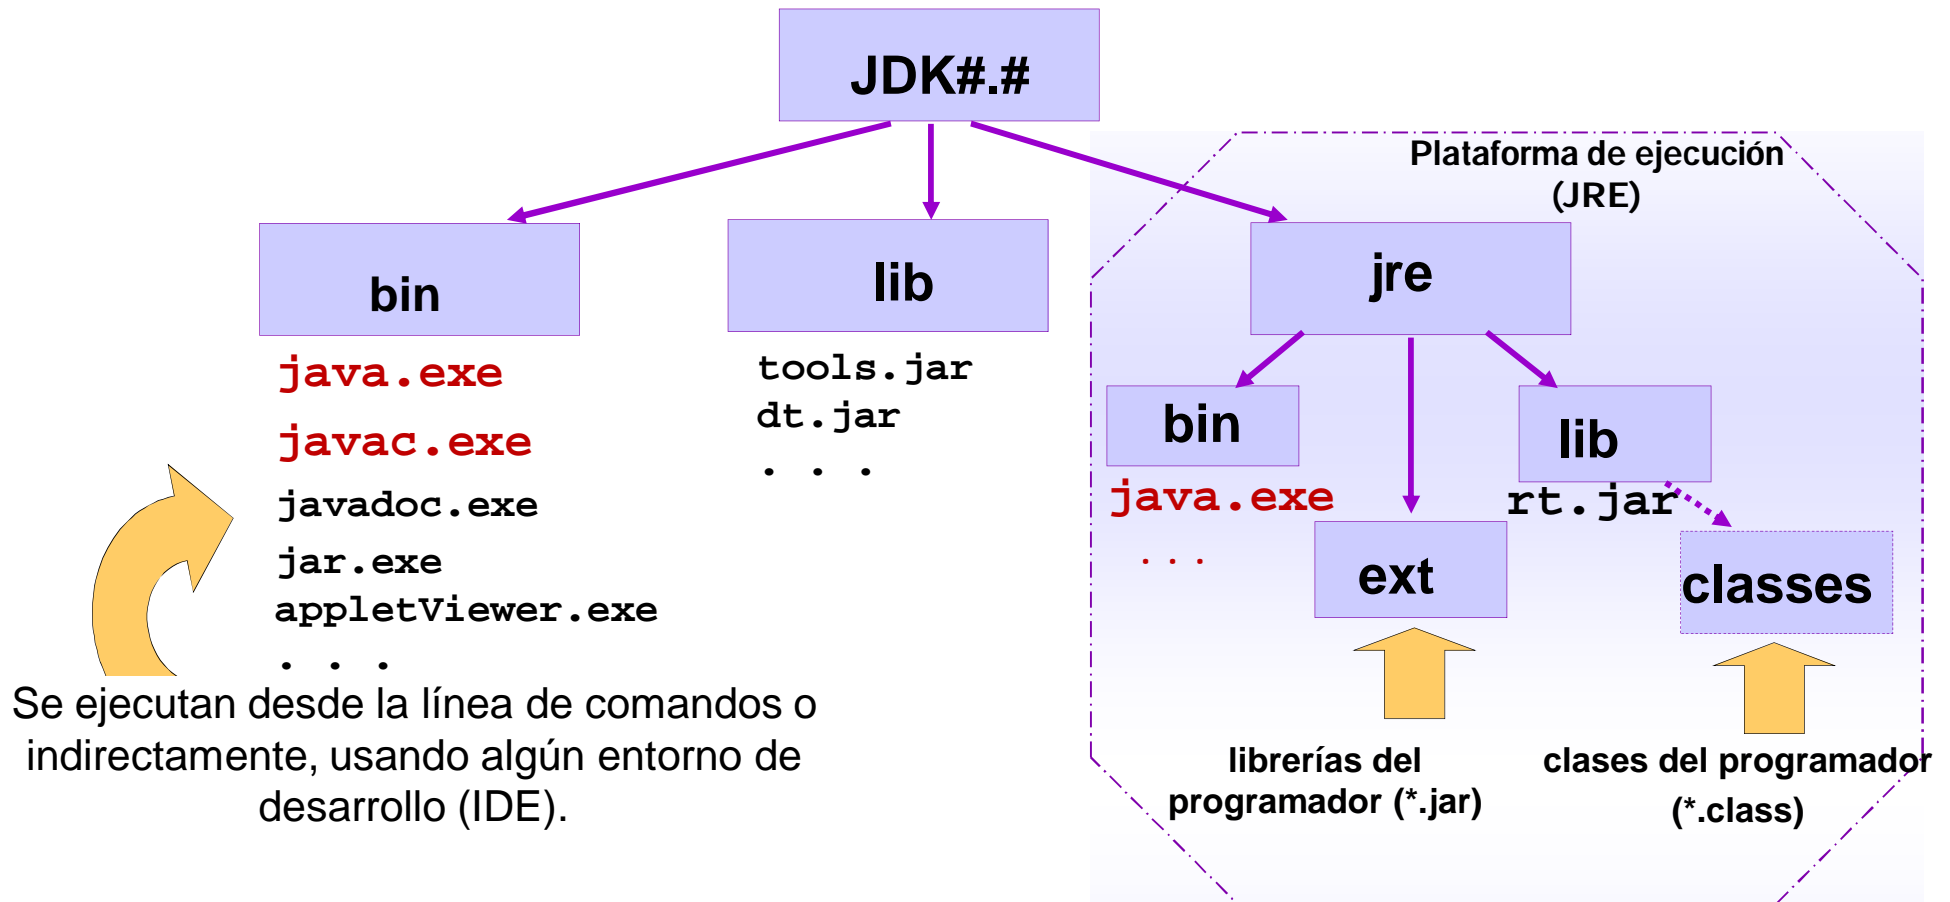 JDK#.#
Plataforma de ejecución
(JRE)
bin
lib
jre
java.exe
javac.exe
javadoc.exe
jar.exe
appletViewer.exe
. . .
tools.jar
dt.jar
. . .
bin
java.exe
. . .
ext
lib
rt.jar
classes
Se ejecutan desde la línea de comandos o
indirectamente, usando algún entorno de
desarrollo (IDE).
librerías del
programador (*.jar)
clases del programador
(*.class)